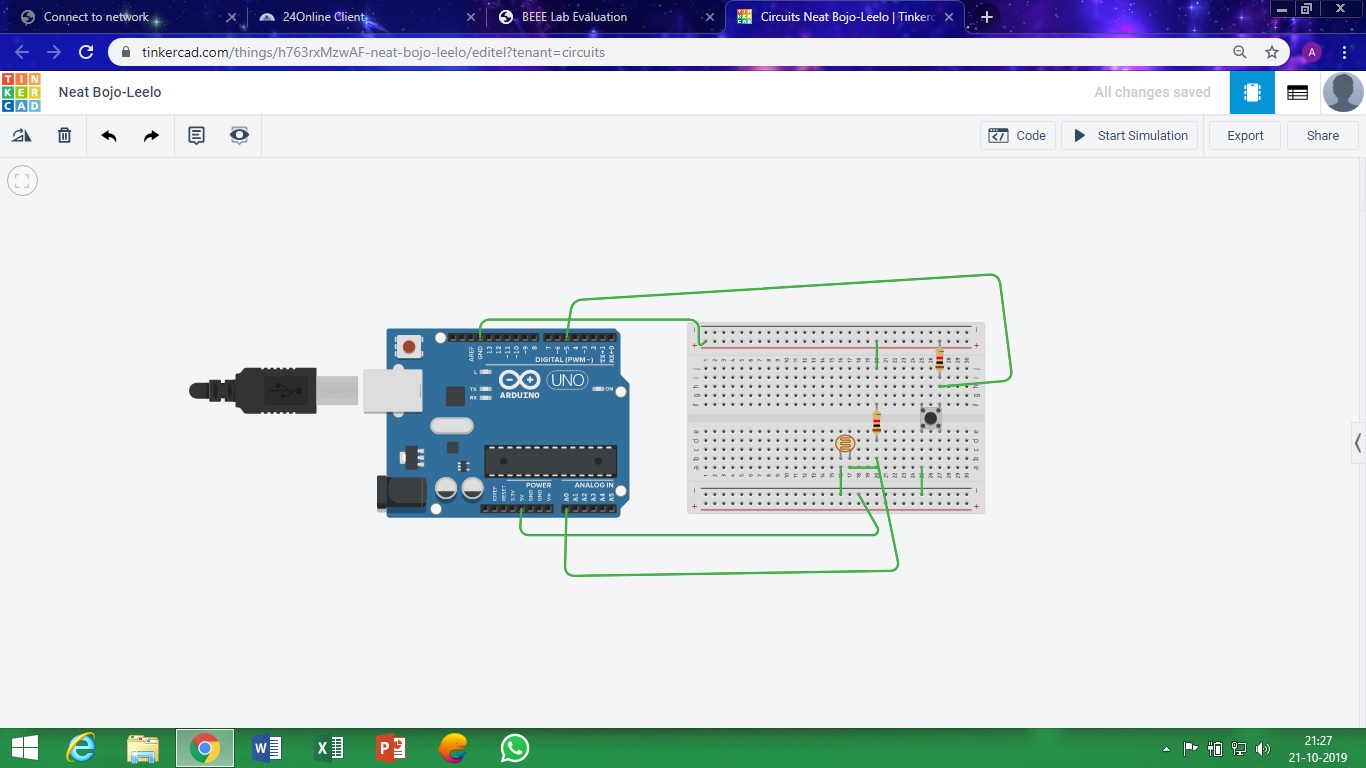 Connect to network
24Online Client
BEEE Lab Evaluation
Circuits Neat Bojo-Leelo | Tinkerc
tinkercad.com/things/h763rxMzwAF-neat-bojo-leelo/editel?tenant=circuits
A
TIN
KER
CAD
Neat Bojo-Leelo
All changes saved
Code
Start Simulation
Export
Share
AREF
GND
13
12
~11
~10
~9
8
7
~6
~5
4
~3
2
TX→1
RX←0
DIGITAL (PWM~)
L
TX
RX
ARDUINO
UNO
ON
POWER
ANALOG IN
IOREF
RESET
3.3V
5V
GND
GND
Vin
A0
A1
A2
A3
A4
A5
21:27
21-10-2019